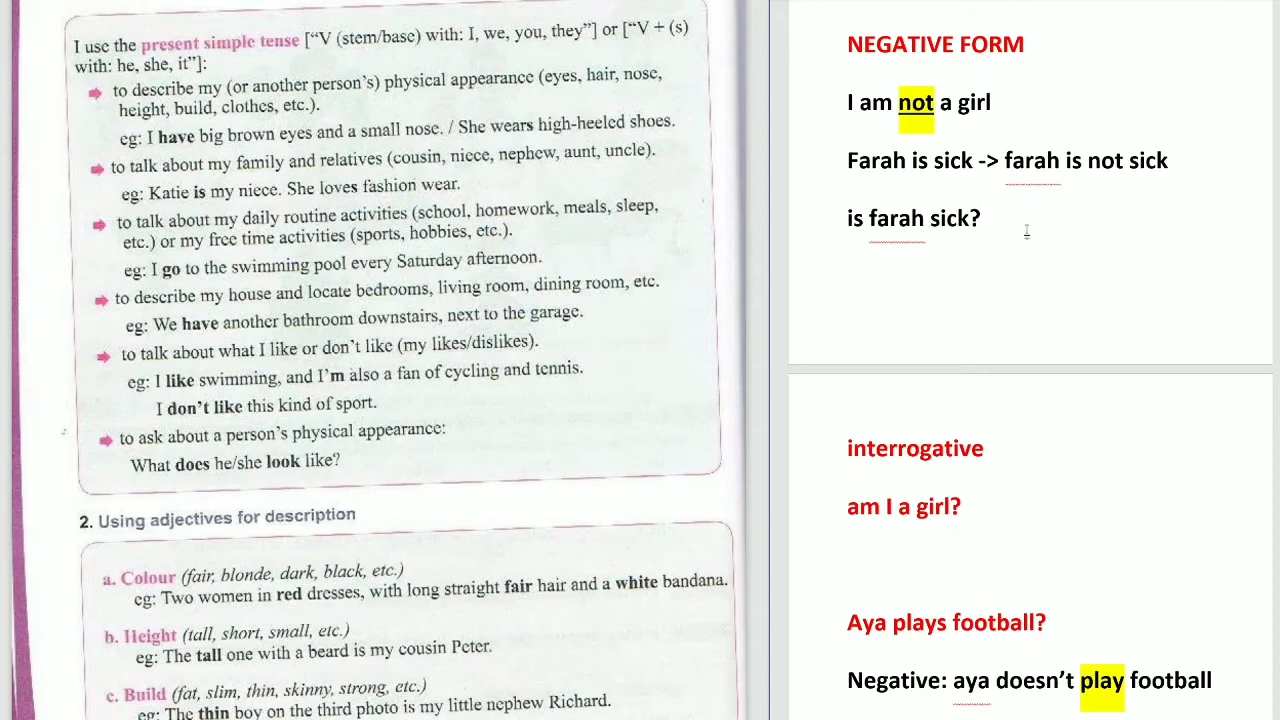 I use the present simple tense ["V (stem/base) with: I, we, you, they"] or ["V + (s)
with: he, she, it"]:
to describe my (or another person's) physical appearance (eyes, hair, nose,
height, build, clothes, etc.).
eg: I have big brown eyes and a small nose. / She wears high-heeled shoes.
to talk about my family and relatives (cousin, niece, nephew, aunt, uncle).
eg: Katie is my niece. She loves fashion wear.
to talk about my daily routine activities (school, homework, meals, sleep,
etc.) or my free time activities (sports, hobbies, etc.).
eg: I go to the swimming pool every Saturday afternoon.
to describe my house and locate bedrooms, living room, dining room, etc.
eg: We have another bathroom downstairs, next to the garage.
to talk about what I like or don't like (my likes/dislikes).
eg: I like swimming, and I'm also a fan of cycling and tennis.
I don't like this kind of sport.
to ask about a person's physical appearance:
What does he/she look like?
2. Using adjectives for description
a. Colour (fair, blonde, dark, black, etc.)
eg: Two women in red dresses, with long straight fair hair and a white bandana.
b. Height (tall, short, small, etc.)
eg: The tall one with a beard is my cousin Peter.
c. Build (fat, slim, thin, skinny, strong, etc.)
eg: The thin boy on the third photo is my little nephew Richard.
NEGATIVE FORM
I am not a girl
Farah is sick -> farah is not sick
is farah sick?
interrogative
am I a girl?
Aya plays football?
Negative: aya doesn't play football